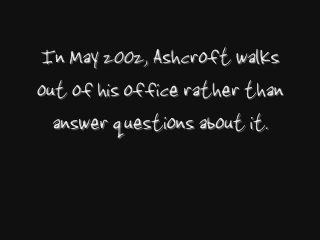 In May 2002, Ashcroft walks
out of his office rather than
answer questions about it.